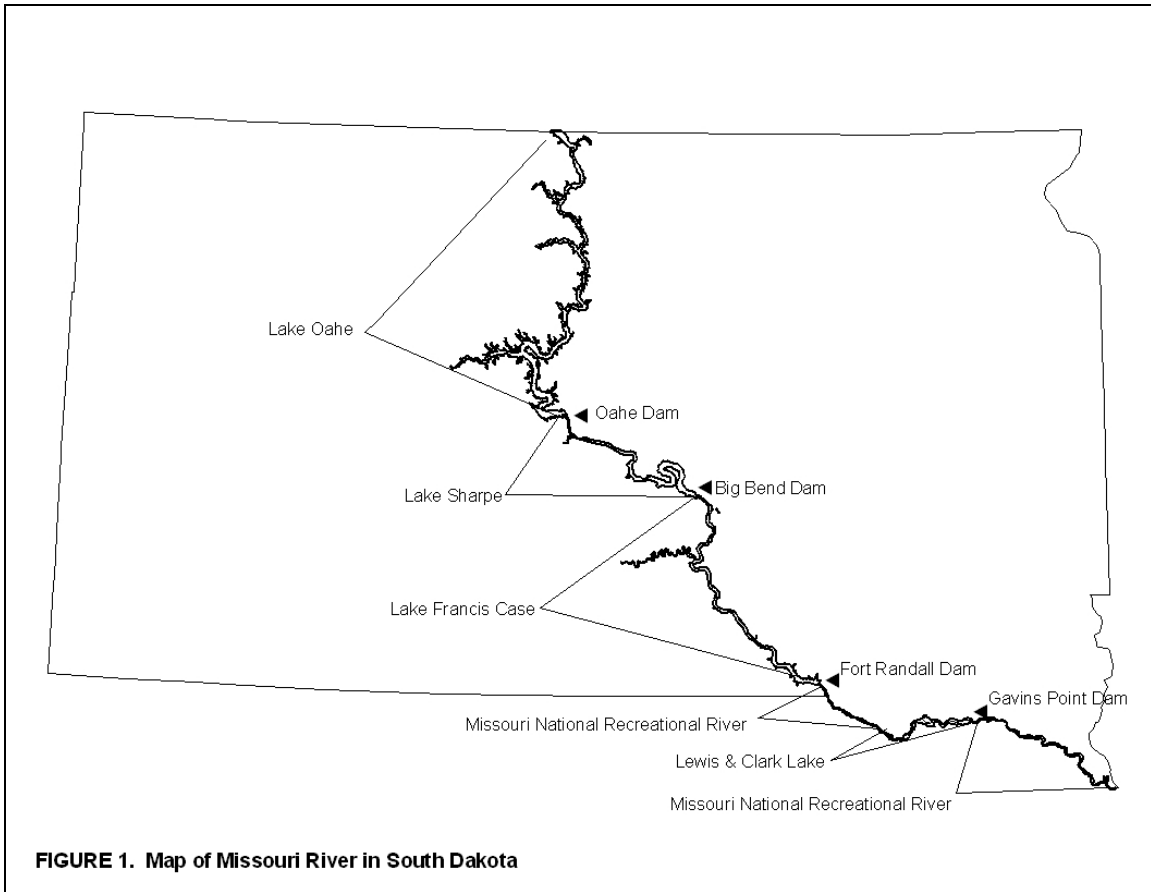 Lake Oahe
Oahe Dam
Big Bend Dam
Lake Sharpe
Lake Francis Case
Fort Randall Dam
Gavins Point Dam
Missouri National Recreational River
Lewis & Clark Lake
Missouri National Recreational River
FIGURE 1. Map of Missouri River in South Dakota